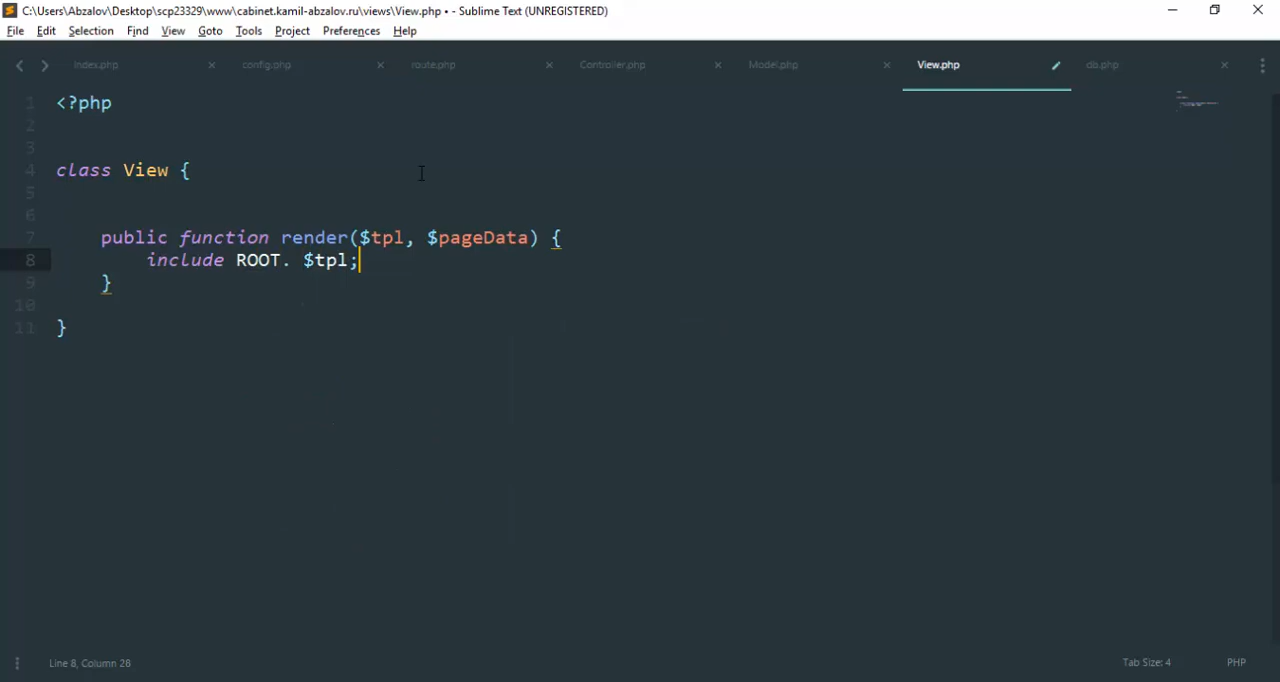 C:\Users\Abzalov\Desktop\scp23329\www\cabinet.kamil-abzalov.ru\views\View.php • - Sublime Text (UNREGISTERED)
File Edit Selection Find View Goto Tools Project Preferences Help
index.php config.php route.php Controller.php Model.php View.php db.php
1 <?php
2
3
4 class View {
5
6
7 public function render($tpl, $pageData) {
8 include ROOT. $tpl;
9 }
10
11 }
Line 8, Column 28 Tab Size: 4 PHP